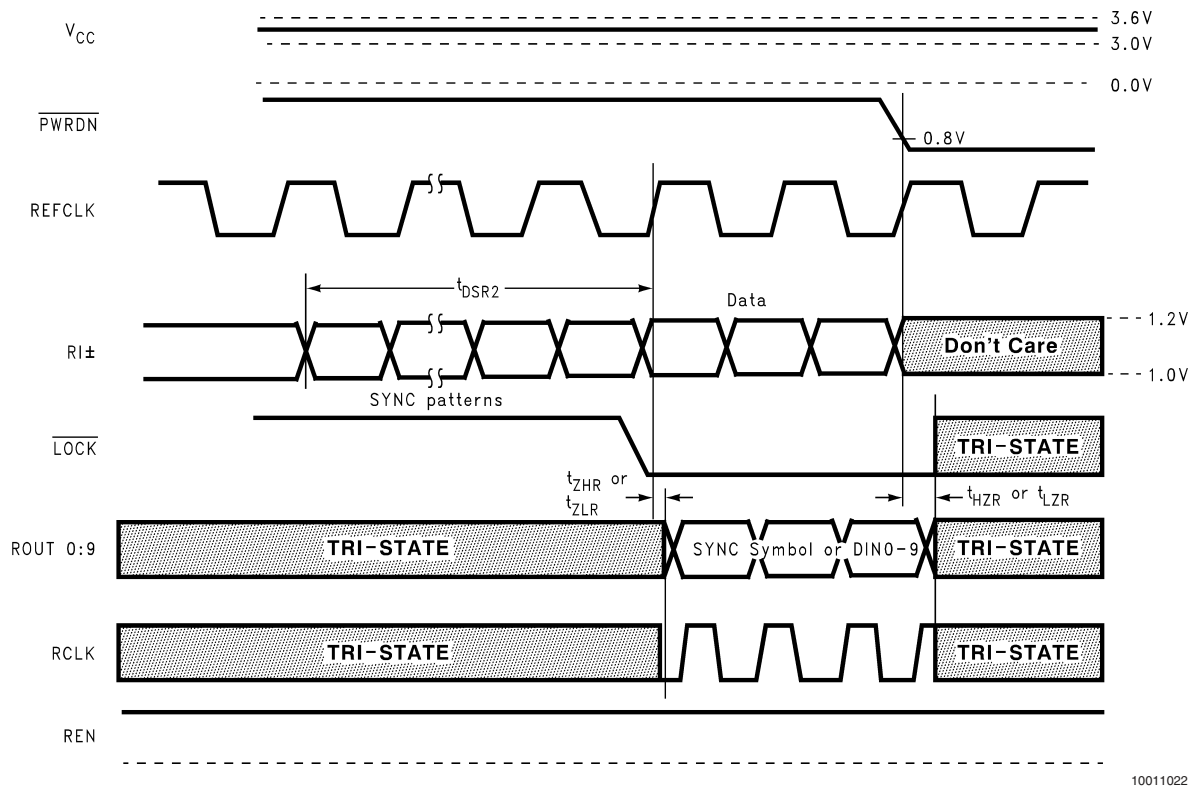 3.6V
VCC
3.0V
0.0V
PWRDN
0.8V
REFCLK
tDSR2
Data
1.2V
RI±
Don't Care
1.0V
SYNC patterns
LOCK
TRI-STATE
tZHR or
tZLR
tHZR or tLZR
ROUT 0:9
TRI-STATE
SYNC Symbol or DIN0-9
TRI-STATE
RCLK
TRI-STATE
TRI-STATE
REN
10011022